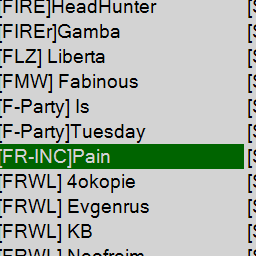 [FIRE]HeadHunter
[FIREr]Gamba
[FLZ] Liberta
[FMW] Fabinous
[F-Party] Is
[F-Party]Tuesday
[FR-INC]Pain
[FRWL] 4okopie
[FRWL] Evgenrus
[FRWL] KB
[FRWL] Neofraim